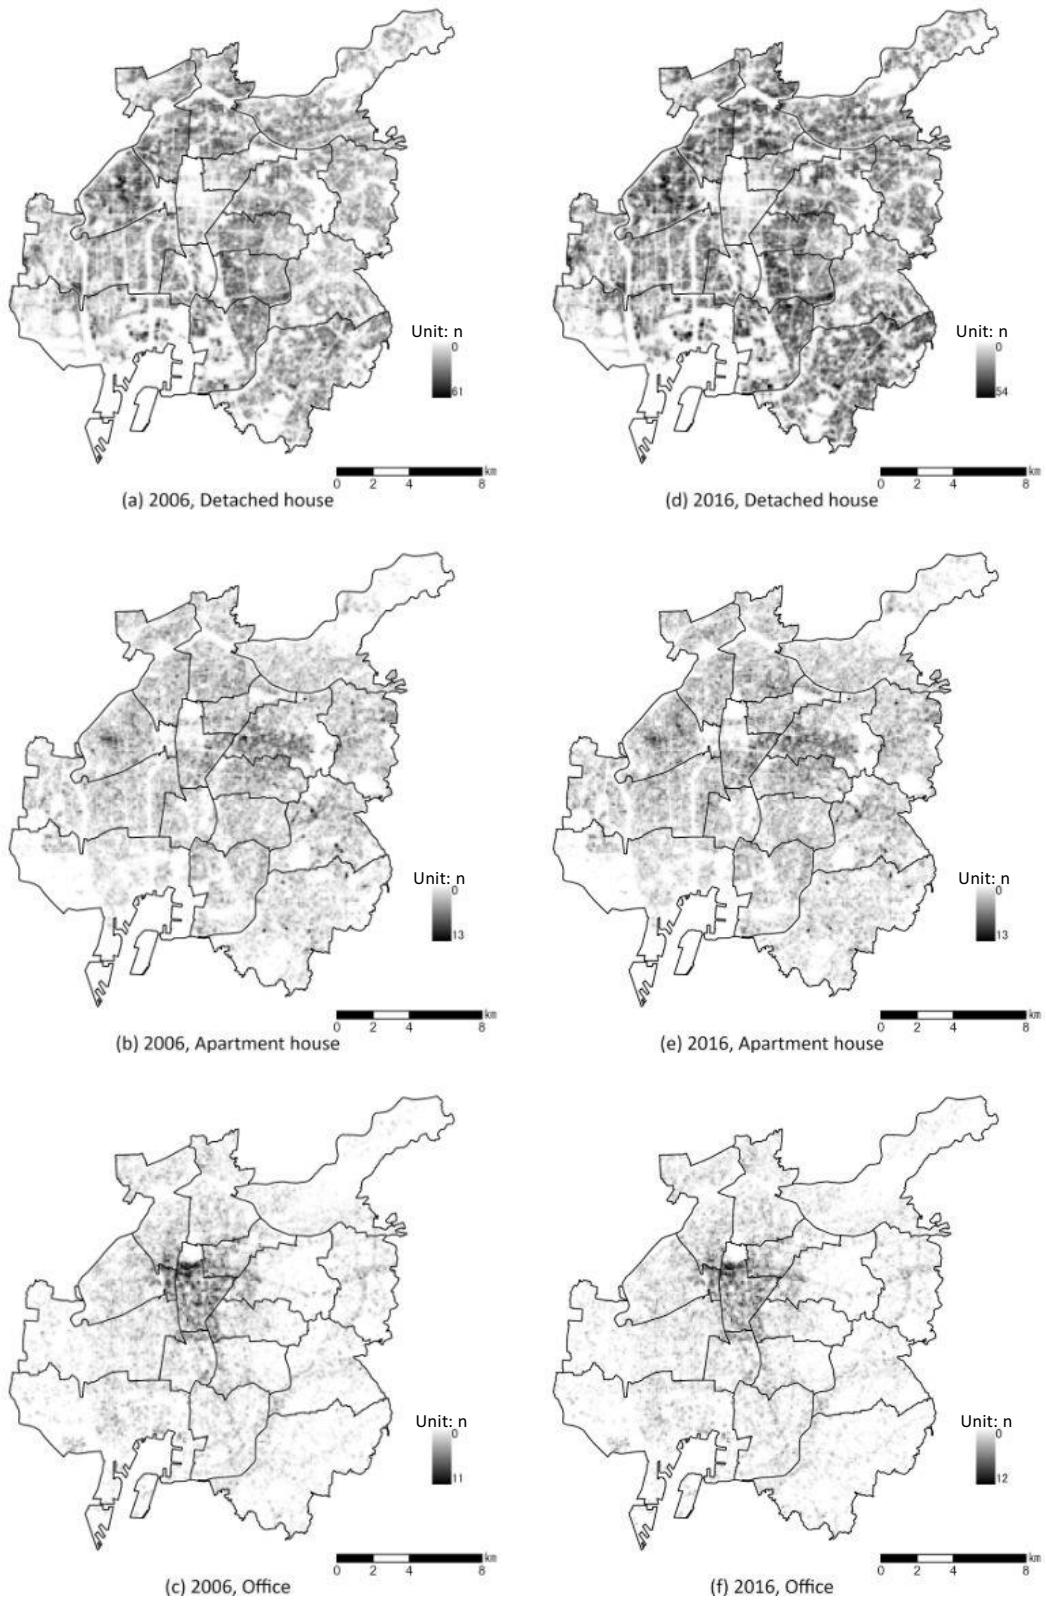 Unit: n
0
61
km
0 2 4 8
(a) 2006, Detached house
Unit: n
0
54
km
0 2 4 8
(d) 2016, Detached house
Unit: n
0
13
km
0 2 4 8
(b) 2006, Apartment house
Unit: n
0
13
km
0 2 4 8
(e) 2016, Apartment house
Unit: n
0
11
km
0 2 4 8
(c) 2006, Office
Unit: n
0
12
km
0 2 4 8
(f) 2016, Office